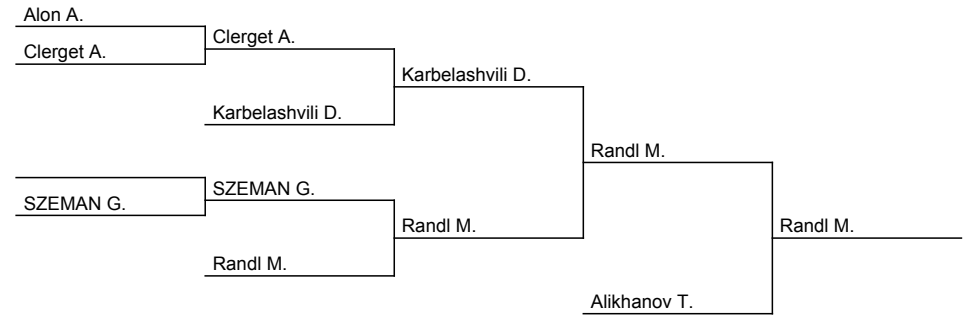 Alon A.
Clerget A.
Clerget A.
Karbelashvili D.
Karbelashvili D.
Randl M.
SZEMAN G.
SZEMAN G.
Randl M.
Randl M.
Randl M.
Alikhanov T.